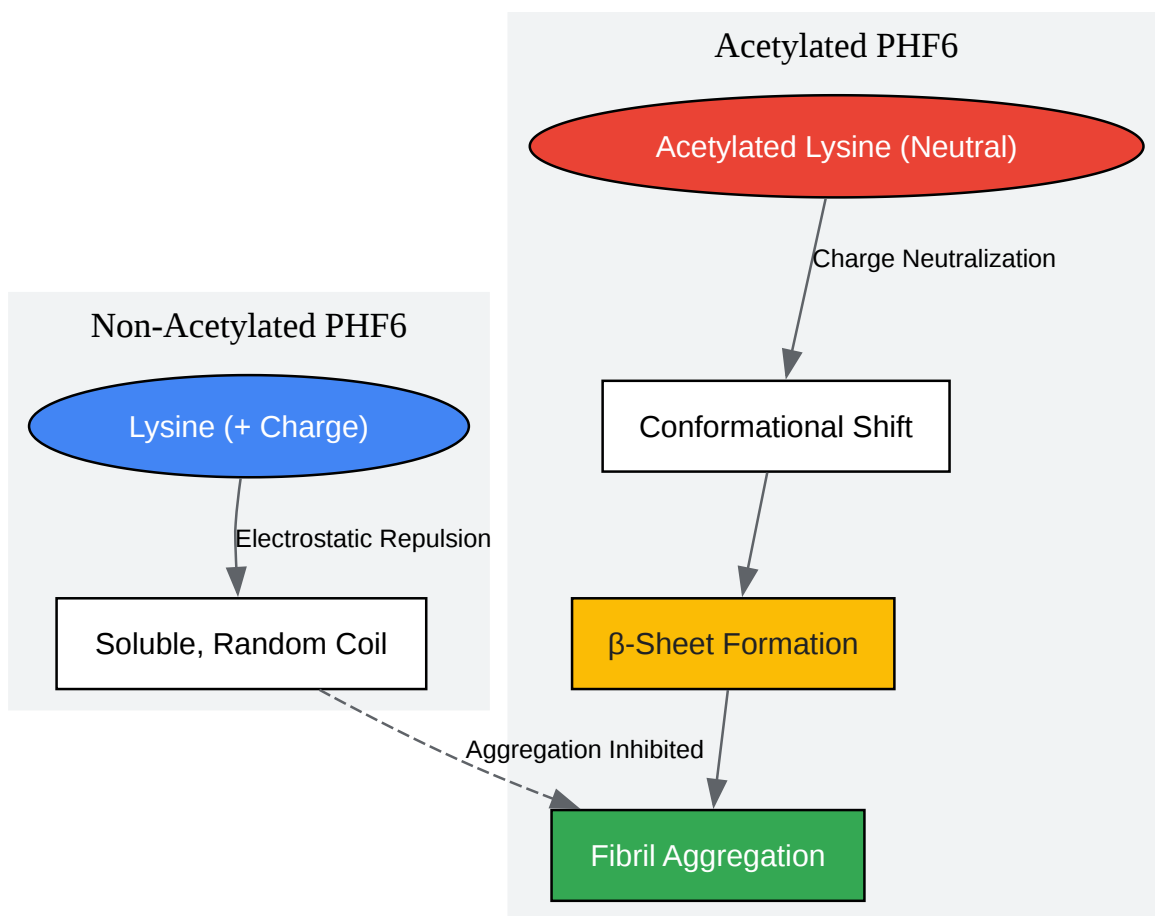 Acetylated PHF6
Acetylated Lysine (Neutral)
Charge Neutralization
Conformational Shift
β-Sheet Formation
Non-Acetylated PHF6
Lysine (+ Charge)
Electrostatic Repulsion
Soluble, Random Coil
Aggregation Inhibited
Fibril Aggregation